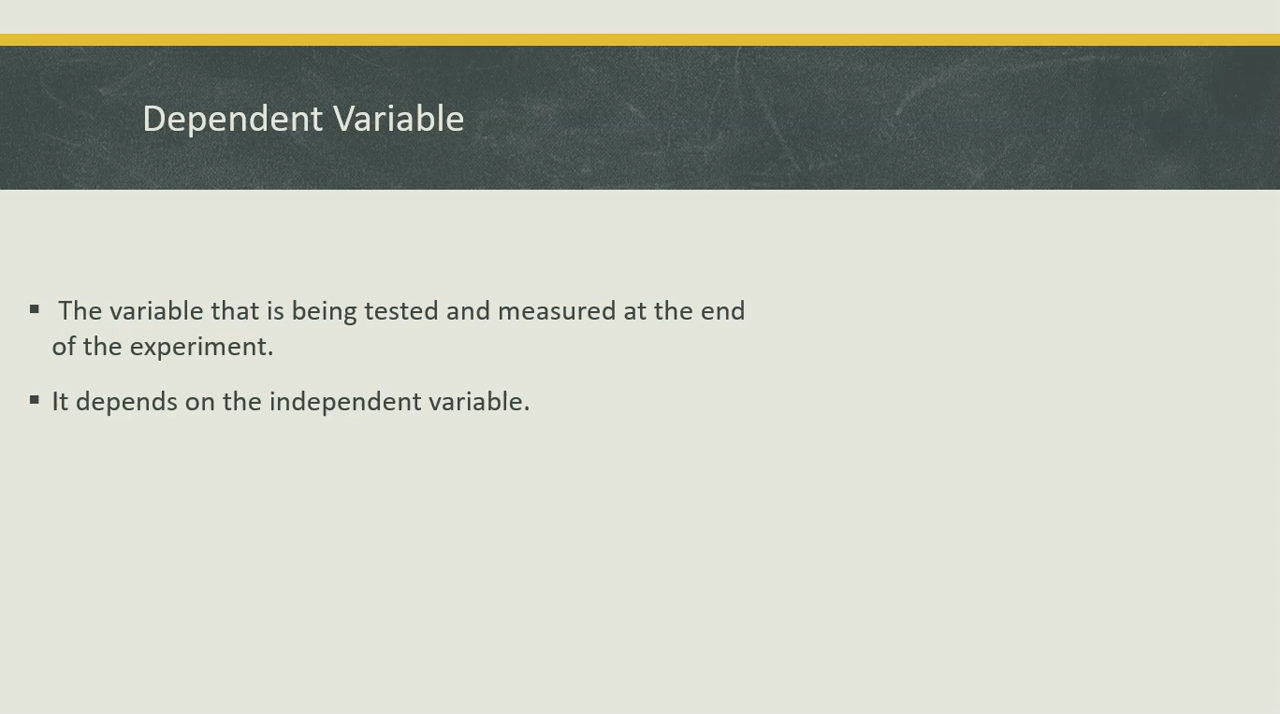 Dependent Variable
▪ The variable that is being tested and measured at the end
of the experiment.
▪ It depends on the independent variable.